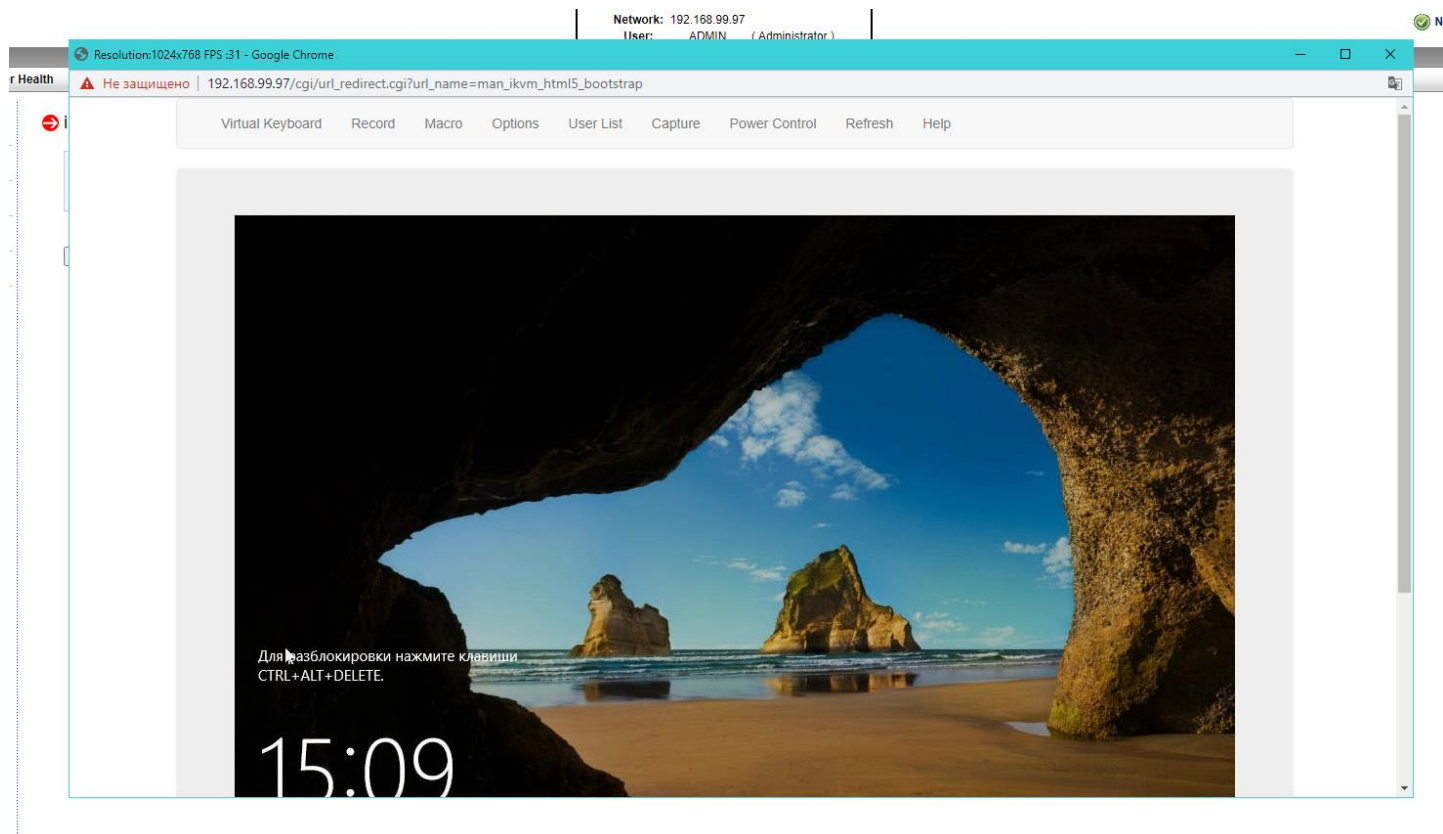 Network: 192.168.99.97
User: ADMIN ( Administrator )
Resolution:1024x768 FPS :31 - Google Chrome
Не защищено 192.168.99.97/cgi/url_redirect.cgi?url_name=man_ikvm_html5_bootstrap
r Health
Virtual Keyboard Record Macro Options User List Capture Power Control Refresh Help
Для разблокировки нажмите клавиши
CTRL+ALT+DELETE.
15:09